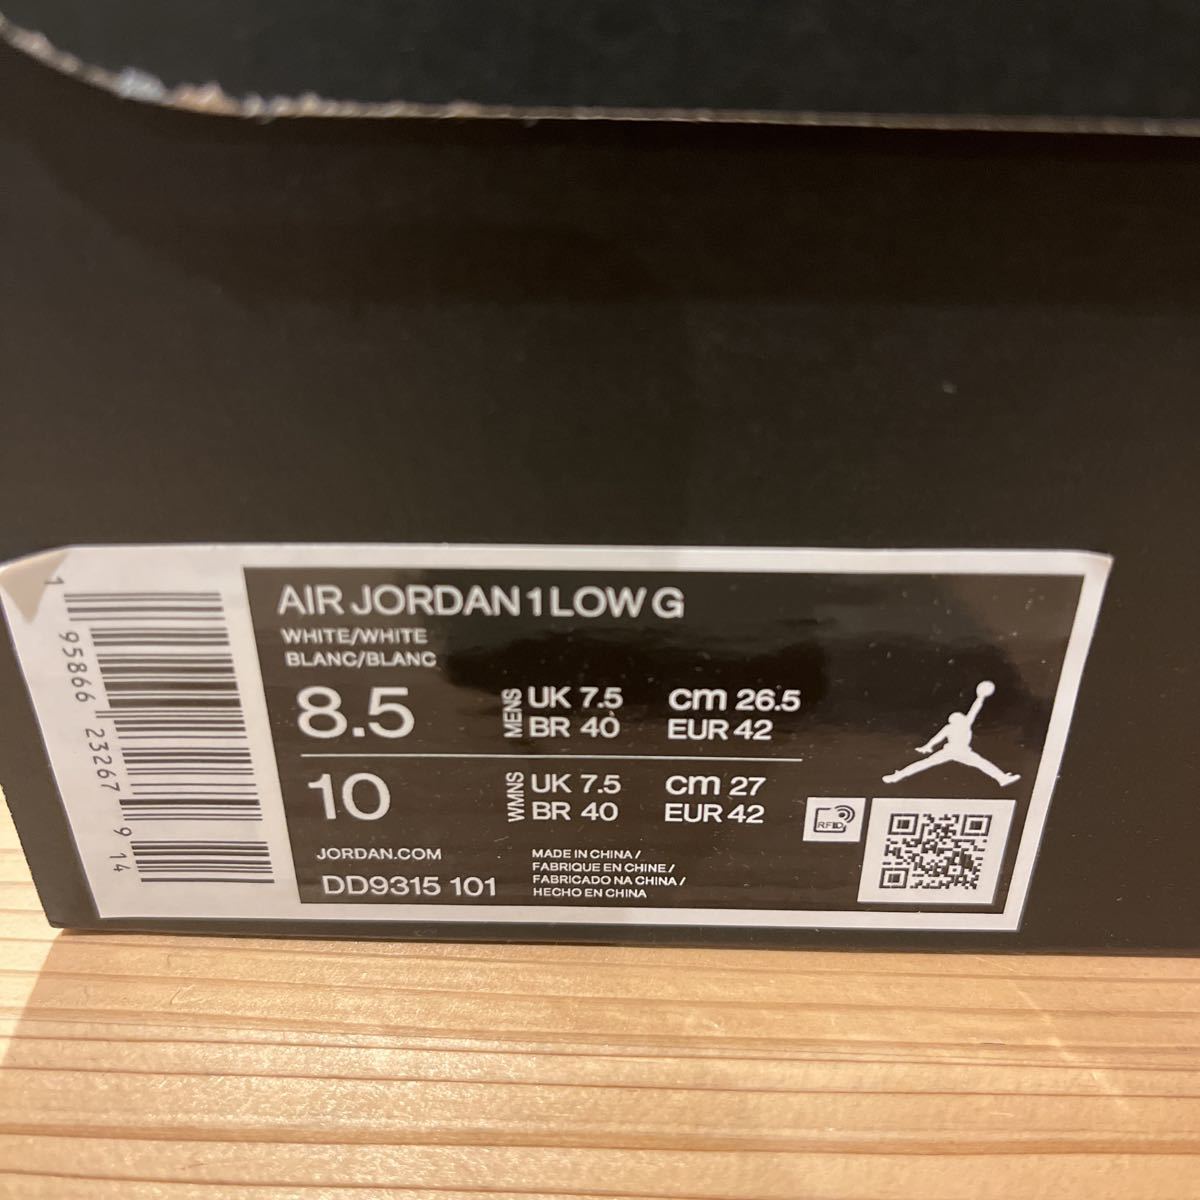 AIR JORDAN 1 LOW G
WHITE/WHITE
BLANC/BLANC
8.5
MENS
UK 7.5
BR 40
cm 26.5
EUR 42
10
WMNS
UK 7.5
BR 40
cm 27
EUR 42
JORDAN.COM
DD9315 101
MADE IN CHINA /
FABRIQUE EN CHINE /
FABRICADO NA CHINA /
HECHO EN CHINA
RFID
1 95866 23267 9 14